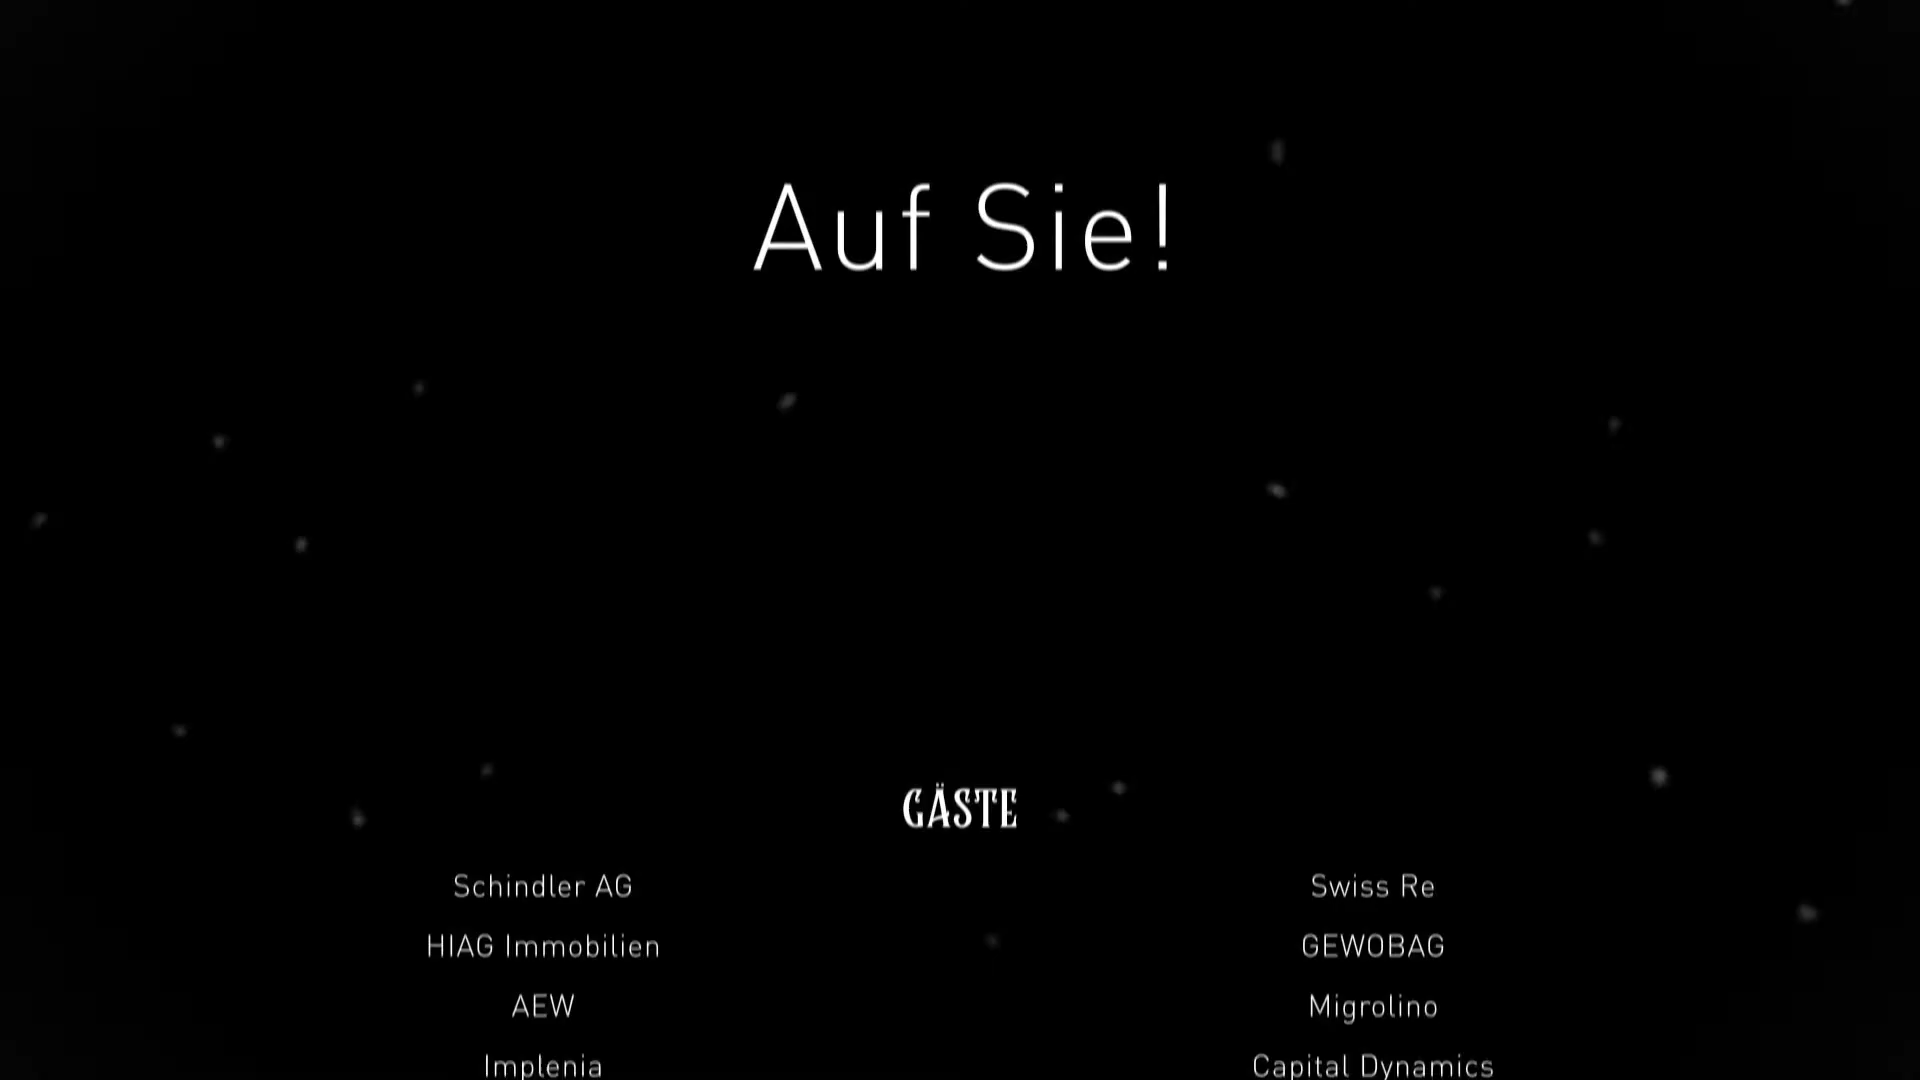 Auf Sie!
GÄSTE
Schindler AG
Swiss Re
HIAG Immobilien
GEWOBAG
AEW
Migrolino
Implenia
Capital Dynamics